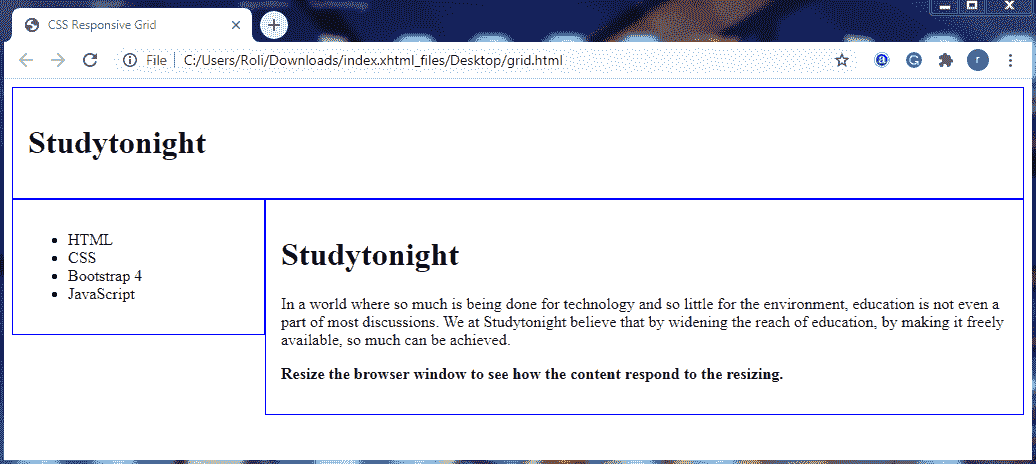 CSS Responsive Grid
File C:/Users/Roli/Downloads/index.xhtml_files/Desktop/grid.html
a
G
r
Studytonight
HTML
CSS
Bootstrap 4
JavaScript
Studytonight
In a world where so much is being done for technology and so little for the environment, education is not even a
part of most discussions. We at Studytonight believe that by widening the reach of education, by making it freely
available, so much can be achieved.
Resize the browser window to see how the content respond to the resizing.